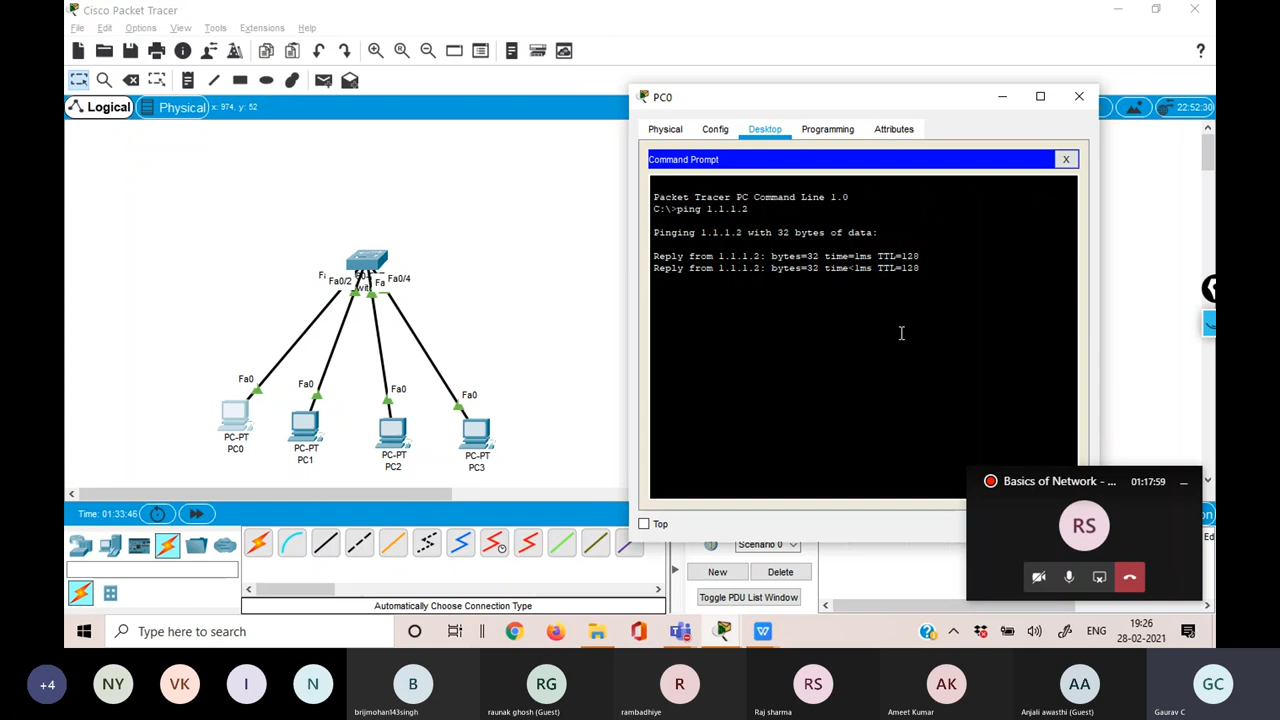 Cisco Packet Tracer
File Edit Options View Tools Extensions Help
?
Logical Physical x: 974, y: 52
22:52:30
PC0
Physical Config Desktop Programming Attributes
Command Prompt X
Packet Tracer PC Command Line 1.0
C:\>ping 1.1.1.2
Pinging 1.1.1.2 with 32 bytes of data:
Reply from 1.1.1.2: bytes=32 time=1ms TTL=128
Reply from 1.1.1.2: bytes=32 time<1ms TTL=128
Fa0/2 Fa Fa0/4
Fa0 Fa0 Fa0 Fa0
PC-PT
PC0
PC-PT
PC1
PC-PT
PC2
PC-PT
PC3
Basics of Network - ... 01:17:59
RS
Time: 01:33:46
Top
Scenario 0
New Delete
Toggle PDU List Window
Automatically Choose Connection Type
Type here to search
ENG
19:26
28-02-2021
+4 NY VK I N B RG R RS AK AA GC
brijmohan143singh raunak ghosh (Guest) rambadhiye Raj sharma Ameet Kumar Anjali awasthi (Guest) Gaurav C